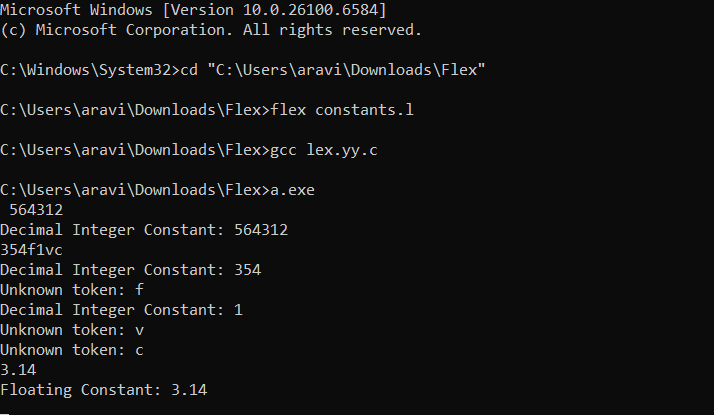 Microsoft Windows [Version 10.0.26100.6584]
(c) Microsoft Corporation. All rights reserved.
C:\Windows\System32>cd "C:\Users\aravi\Downloads\Flex"
C:\Users\aravi\Downloads\Flex>flex constants.l
C:\Users\aravi\Downloads\Flex>gcc lex.yy.c
C:\Users\aravi\Downloads\Flex>a.exe
564312
Decimal Integer Constant: 564312
354f1vc
Decimal Integer Constant: 354
Unknown token: f
Decimal Integer Constant: 1
Unknown token: v
Unknown token: c
3.14
Floating Constant: 3.14